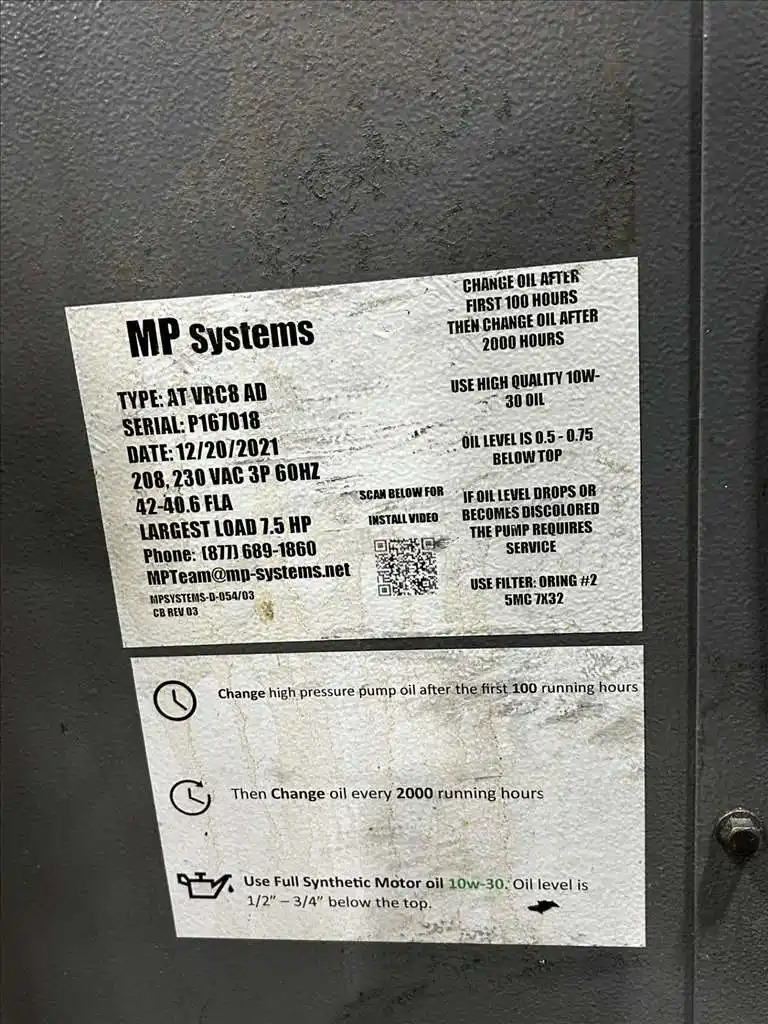 MP Systems
TYPE: AT VRC8 AD
SERIAL: P167018
DATE: 12/20/2021
208, 230 VAC 3P 60HZ
42-40.6 FLA
LARGEST LOAD 7.5 HP
Phone: (877) 689-1860
MPTeam@mp-systems.net
MPSYSTEMS-D-054/03
CB REV 03
SCAN BELOW FOR
INSTALL VIDEO
CHANGE OIL AFTER
FIRST 100 HOURS
THEN CHANGE OIL AFTER
2000 HOURS
USE HIGH QUALITY 10W-
30 OIL
OIL LEVEL IS 0.5 - 0.75
BELOW TOP
IF OIL LEVEL DROPS OR
BECOMES DISCOLORED
THE PUMP REQUIRES
SERVICE
USE FILTER: ORING #2
5MC 7X32
Change high pressure pump oil after the first 100 running hours
Then Change oil every 2000 running hours
Use Full Synthetic Motor oil 10w-30. Oil level is
1/2" – 3/4" below the top.